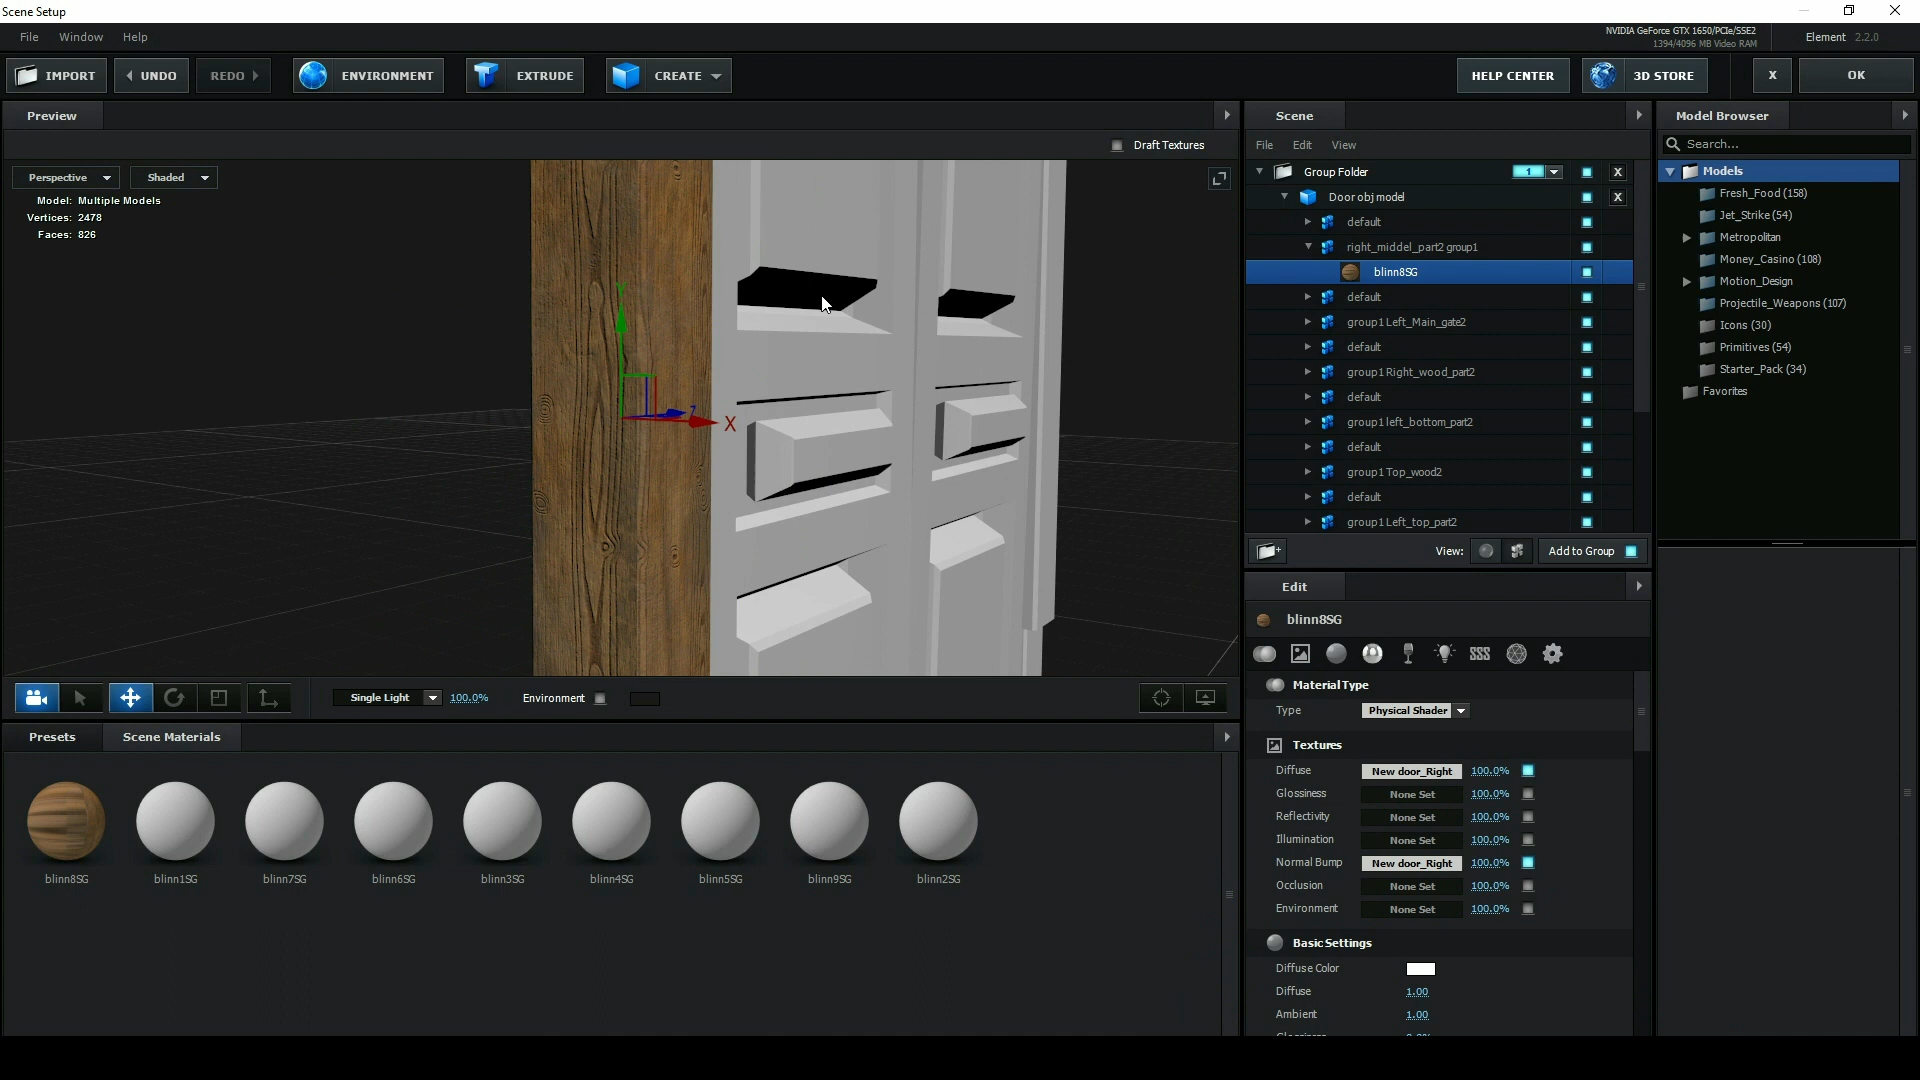 Scene Setup
File Window Help
NVIDIA GeForce GTX 1650/PCIe/SSE2
1394/4096 MB Video RAM
Element 2.2.0
IMPORT UNDO REDO ENVIRONMENT EXTRUDE CREATE HELP CENTER 3D STORE X OK
Preview
Draft Textures
Perspective Shaded
Model: Multiple Models
Vertices: 2478
Faces: 826
Y
Z
X
Single Light 100.0% Environment
Presets Scene Materials
blinn8SG blinn1SG blinn7SG blinn6SG blinn3SG blinn4SG blinn5SG blinn9SG blinn2SG
Scene
File Edit View
Group Folder 1 X
Door obj model X
default
right_middel_part2 group1
blinn8SG
default
group1 Left_Main_gate2
default
group1 Right_wood_part2
default
group1 left_bottom_part2
default
group1 Top_wood2
default
group1 Left_top_part2
View: Add to Group
Edit
blinn8SG
Material Type
Type Physical Shader
Textures
Diffuse New door_Right 100.0%
Glossiness None Set 100.0%
Reflectivity None Set 100.0%
Illumination None Set 100.0%
Normal Bump New door_Right 100.0%
Occlusion None Set 100.0%
Environment None Set 100.0%
Basic Settings
Diffuse Color
Diffuse 1.00
Ambient 1.00
Model Browser
Search...
Models
Fresh_Food (158)
Jet_Strike (54)
Metropolitan
Money_Casino (108)
Motion_Design
Projectile_Weapons (107)
Icons (30)
Primitives (54)
Starter_Pack (34)
Favorites